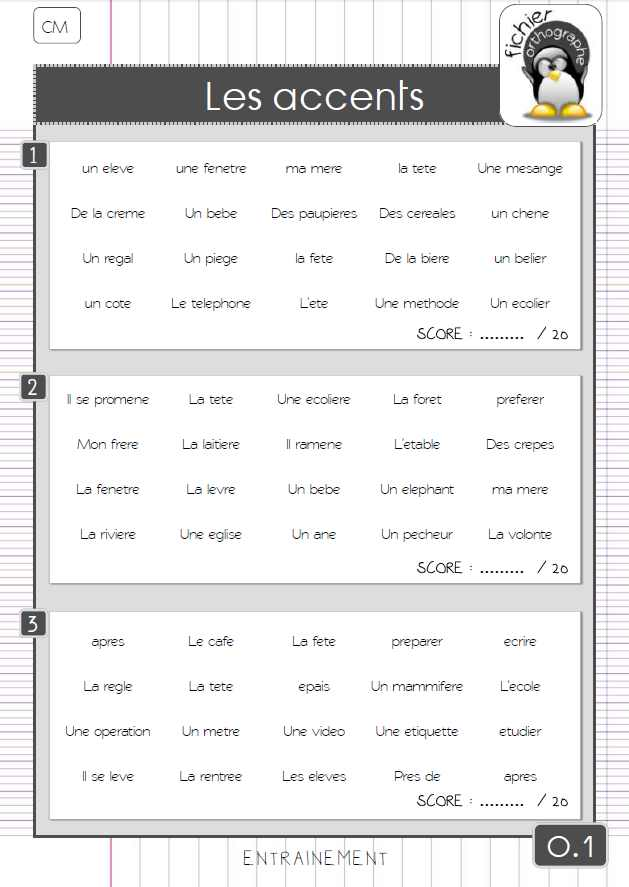 CM
fichier orthographe
Les accents
1
un eleve une fenetre ma mere la tete Une mesange
De la creme Un bebe Des paupieres Des cereales un chene
Un regal Un piege la fete De la biere un belier
un cote Le telephone L'ete Une methode Un ecolier
SCORE : ......... / 20
2
Il se promene La tete Une ecoliere La foret preferer
Mon frere La laitiere Il ramene L'etable Des crepes
La fenetre La levre Un bebe Un elephant ma mere
La riviere Une eglise Un ane Un pecheur La volonte
SCORE : ......... / 20
3
apres Le cafe La fete preparer ecrire
La regle La tete epais Un mammifere L'ecole
Une operation Un metre Une video Une etiquette etudier
Il se leve La rentree Les eleves Pres de apres
SCORE : ......... / 20
ENTRAINEMENT
O.1